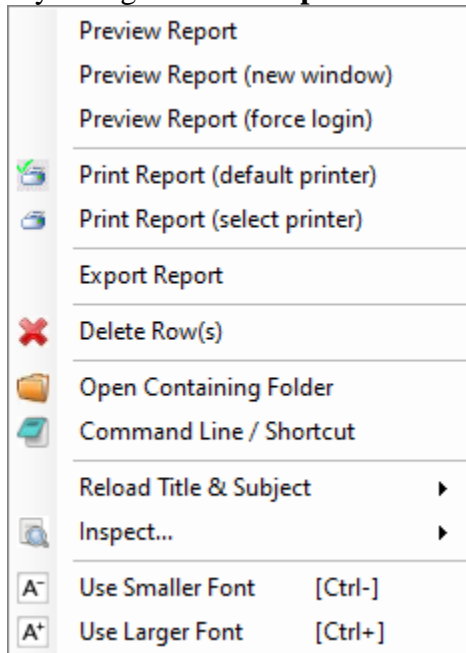 Preview Report
Preview Report (new window)
Preview Report (force login)
Print Report (default printer)
Print Report (select printer)
Export Report
Delete Row(s)
Open Containing Folder
Command Line / Shortcut
Reload Title & Subject
Inspect...
A- Use Smaller Font [Ctrl-]
A+ Use Larger Font [Ctrl+]